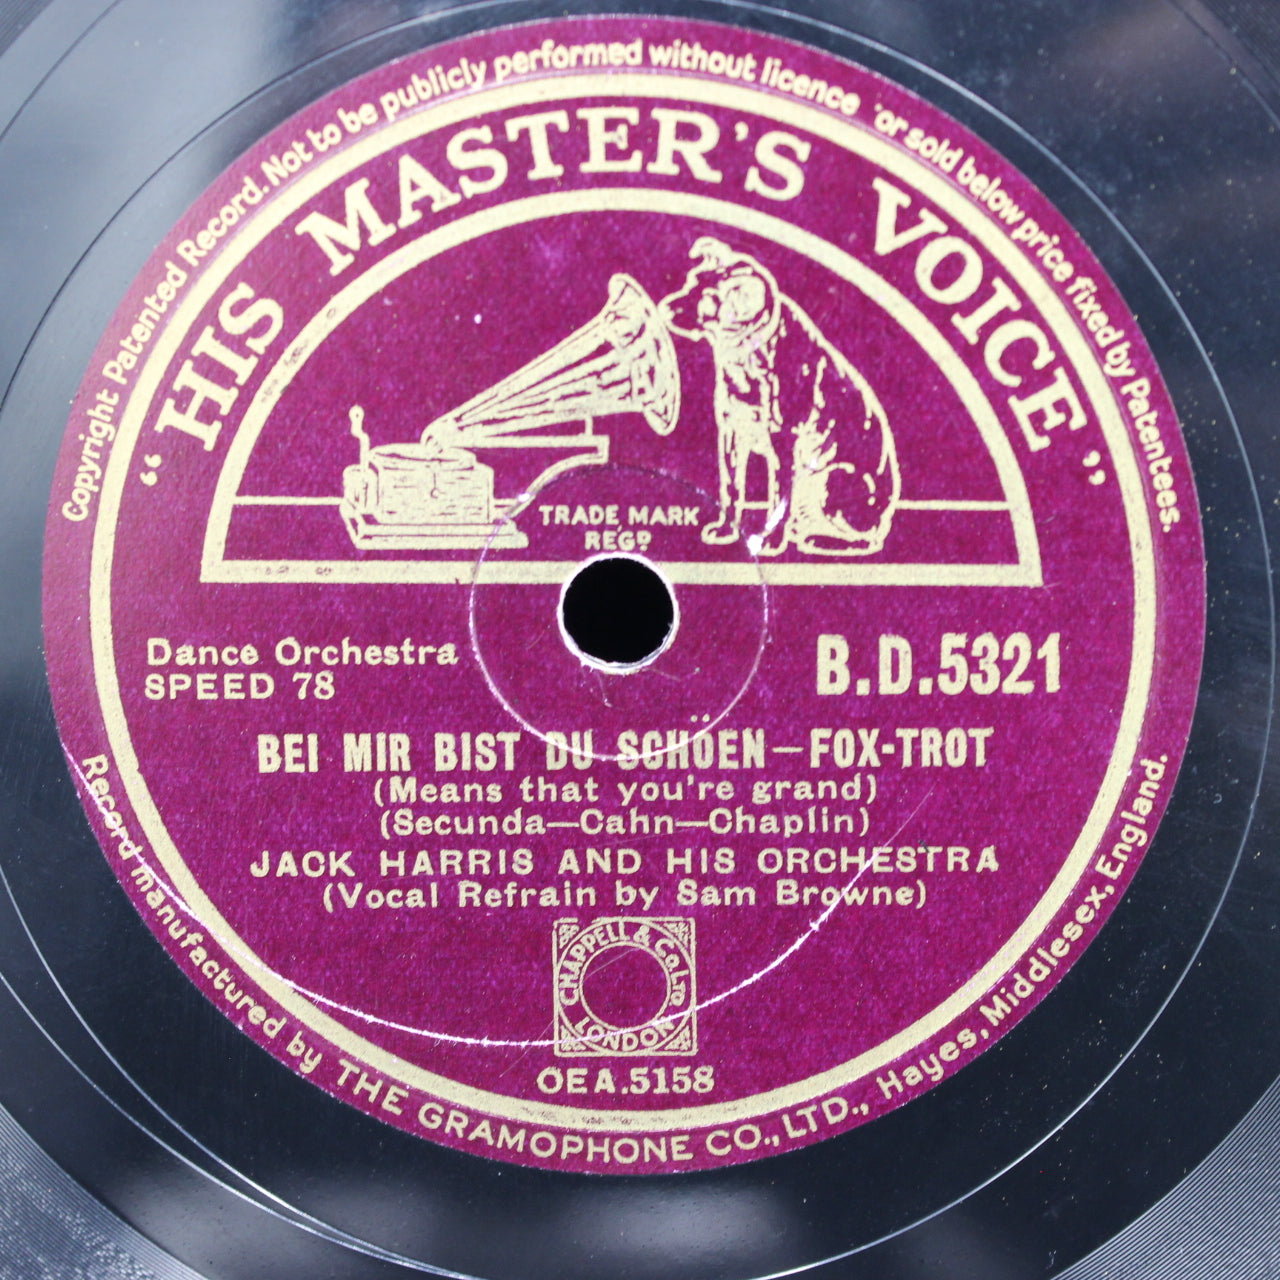 Copyright Patented Record. Not to be publicly performed without licence or sold below price fixed by Patentees.
“HIS MASTER'S VOICE”
TRADE MARK
REGD
Dance Orchestra
SPEED 78
B.D.5321
BEI MIR BIST DU SCHÖEN—FOX-TROT
(Means that you're grand)
(Secunda—Cahn—Chaplin)
JACK HARRIS AND HIS ORCHESTRA
(Vocal Refrain by Sam Browne)
CHAPPELL & Co LTD
LONDON
OEA.5158
Record manufactured by THE GRAMOPHONE CO., LTD., Hayes, Middlesex, England.